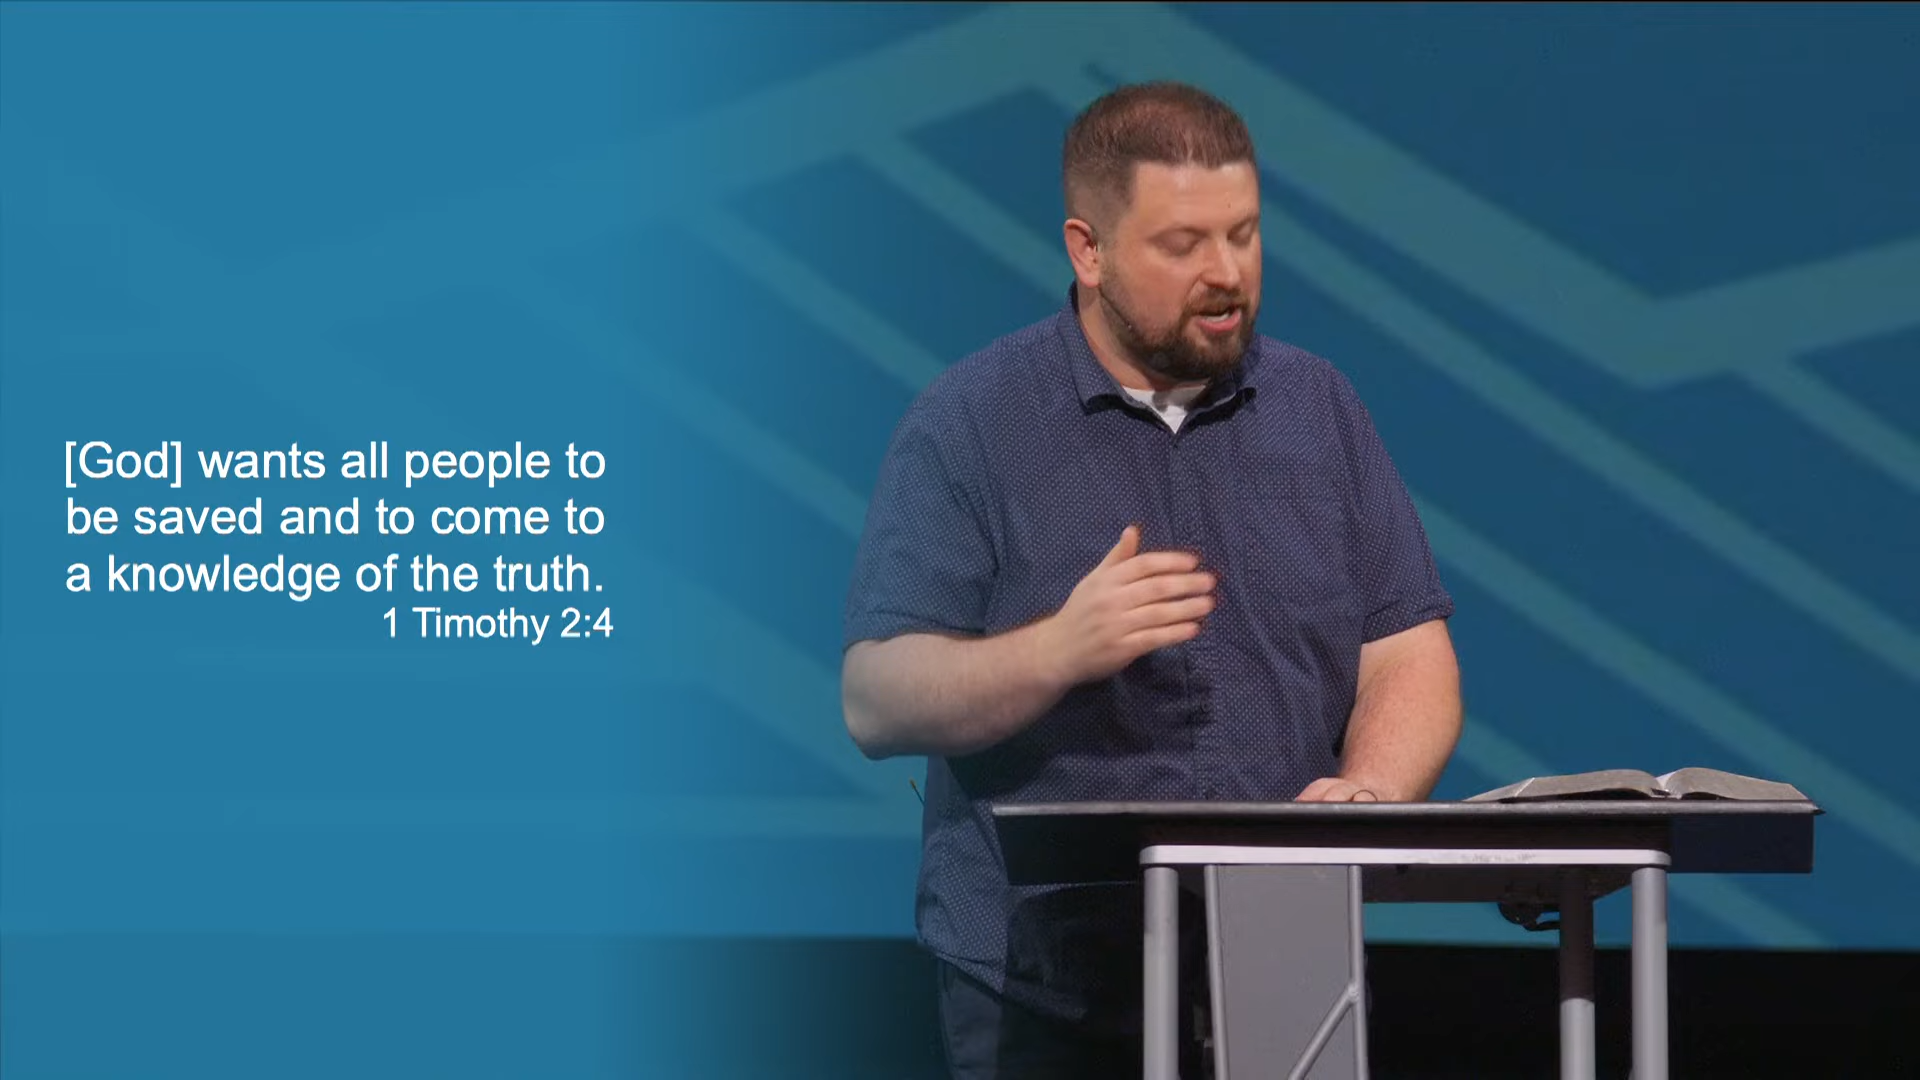 [God] wants all people to
be saved and to come to
a knowledge of the truth.
1 Timothy 2:4